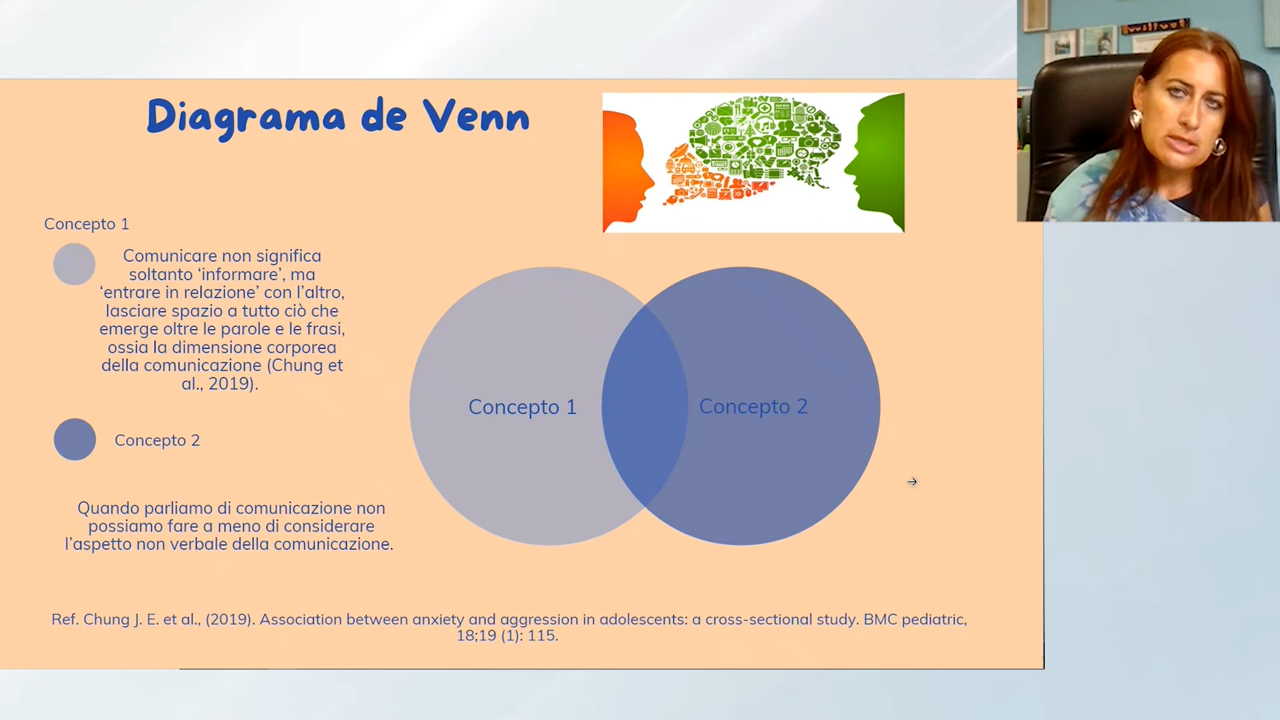 Diagrama de Venn
Concepto 1
Comunicare non significa
soltanto ‘informare’, ma
‘entrare in relazione’ con l’altro,
lasciare spazio a tutto ciò che
emerge oltre le parole e le frasi,
ossia la dimensione corporea
della comunicazione (Chung et
al., 2019).
Concepto 2
Quando parliamo di comunicazione non
possiamo fare a meno di considerare
l’aspetto non verbale della comunicazione.
Concepto 1
Concepto 2
Ref. Chung J. E. et al., (2019). Association between anxiety and aggression in adolescents: a cross-sectional study. BMC pediatric,
18;19 (1): 115.